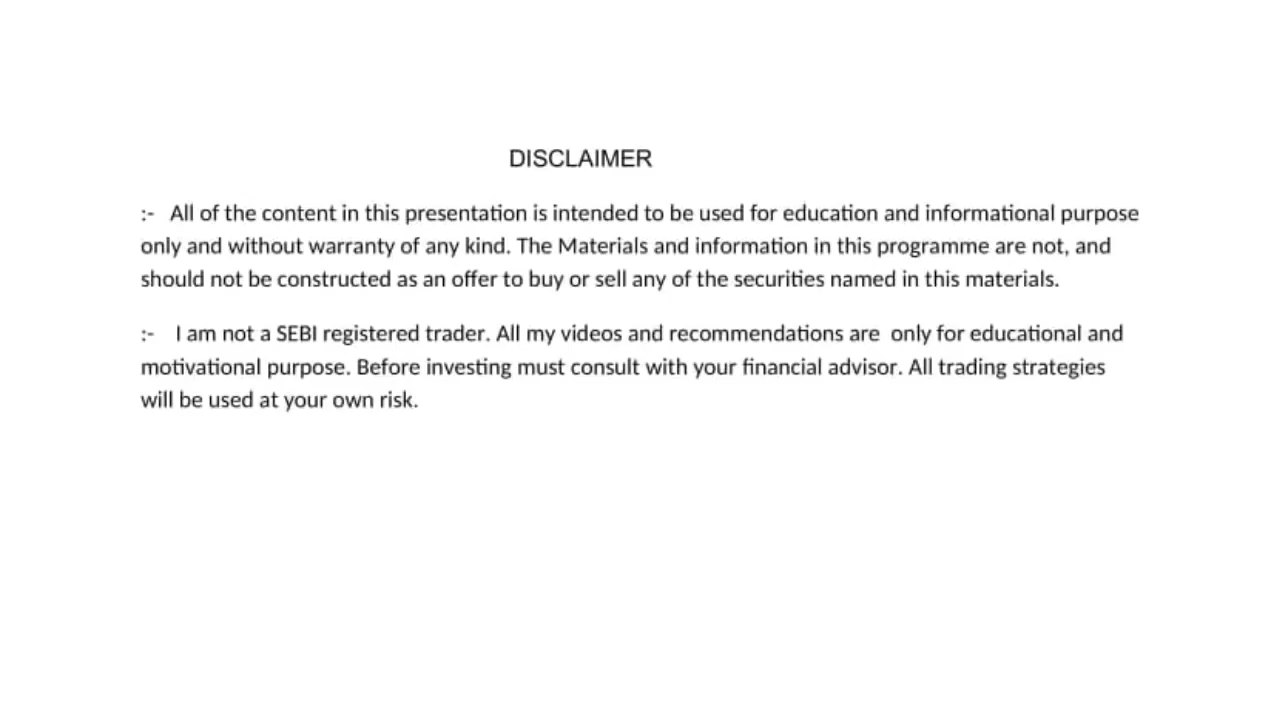 DISCLAIMER
:- All of the content in this presentation is intended to be used for education and informational purpose
only and without warranty of any kind. The Materials and information in this programme are not, and
should not be constructed as an offer to buy or sell any of the securities named in this materials.
:- I am not a SEBI registered trader. All my videos and recommendations are only for educational and
motivational purpose. Before investing must consult with your financial advisor. All trading strategies
will be used at your own risk.